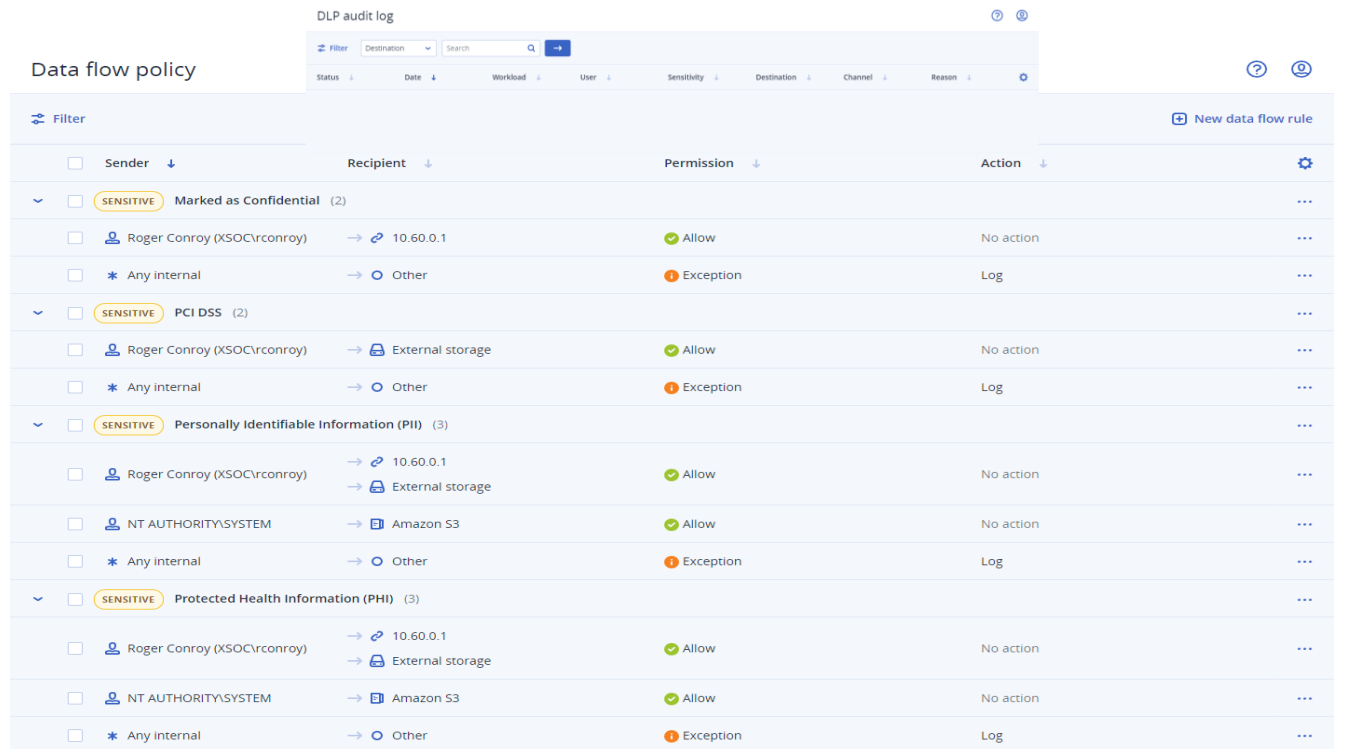 DLP audit log
Filter Destination Search
Status Date Workload User Sensitivity Destination Channel Reason
Data flow policy
Filter New data flow rule
Sender Recipient Permission Action
SENSITIVE Marked as Confidential (2)
Roger Conroy (XSOC\rconroy) 10.60.0.1 Allow No action
Any internal Other Exception Log
SENSITIVE PCI DSS (2)
Roger Conroy (XSOC\rconroy) External storage Allow No action
Any internal Other Exception Log
SENSITIVE Personally Identifiable Information (PII) (3)
10.60.0.1
Roger Conroy (XSOC\rconroy) Allow No action
External storage
NT AUTHORITY\SYSTEM Amazon S3 Allow No action
Any internal Other Exception Log
SENSITIVE Protected Health Information (PHI) (3)
10.60.0.1
Roger Conroy (XSOC\rconroy) Allow No action
External storage
NT AUTHORITY\SYSTEM Amazon S3 Allow No action
Any internal Other Exception Log